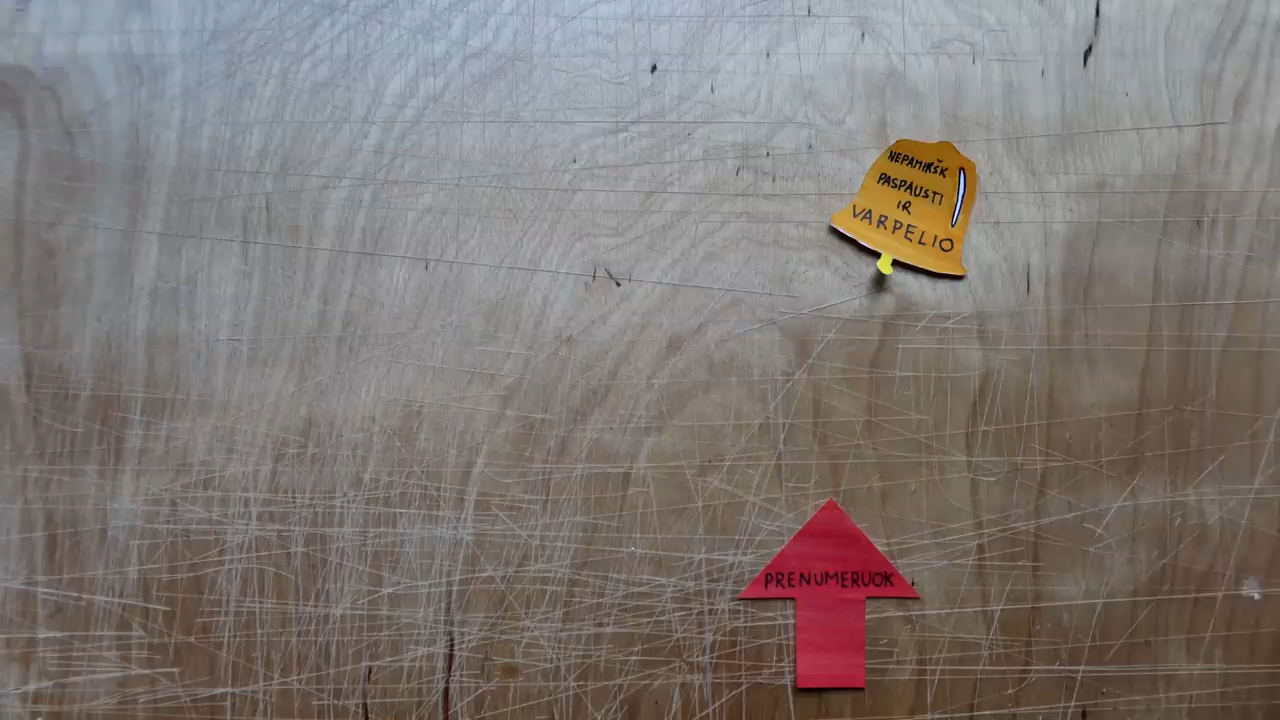 NEPAMIRŠK
PASPAUSTI
IR
VARPELIO
PRENUMERUOK